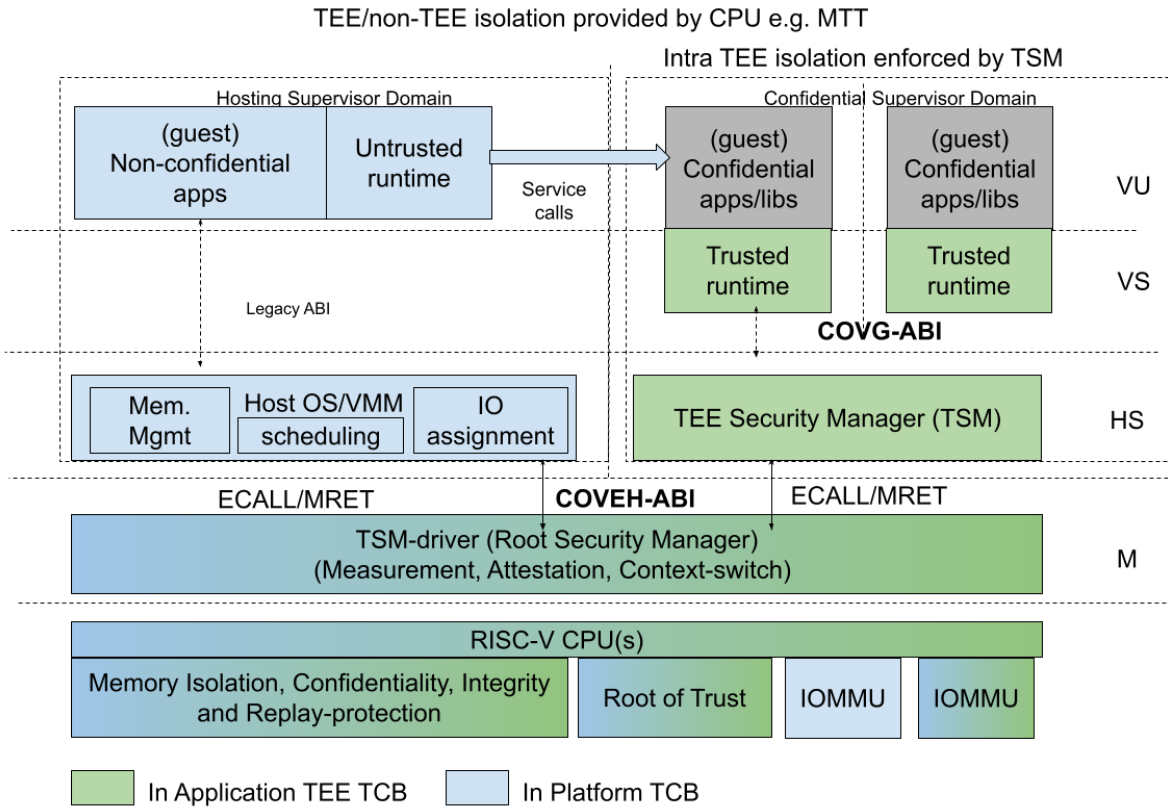 TEE/non-TEE isolation provided by CPU e.g. MTT
Intra TEE isolation enforced by TSM
Hosting Supervisor Domain
Confidential Supervisor Domain
(guest)
Non-confidential
apps
Untrusted
runtime
Service
calls
(guest)
Confidential
apps/libs
(guest)
Confidential
apps/libs
VU
Trusted
runtime
Trusted
runtime
VS
Legacy ABI
COVG-ABI
Mem.
Mgmt
Host OS/VMM
scheduling
IO
assignment
TEE Security Manager (TSM)
HS
ECALL/MRET
COVEH-ABI
ECALL/MRET
TSM-driver (Root Security Manager)
(Measurement, Attestation, Context-switch)
M
RISC-V CPU(s)
Memory Isolation, Confidentiality, Integrity
and Replay-protection
Root of Trust
IOMMU
IOMMU
In Application TEE TCB
In Platform TCB